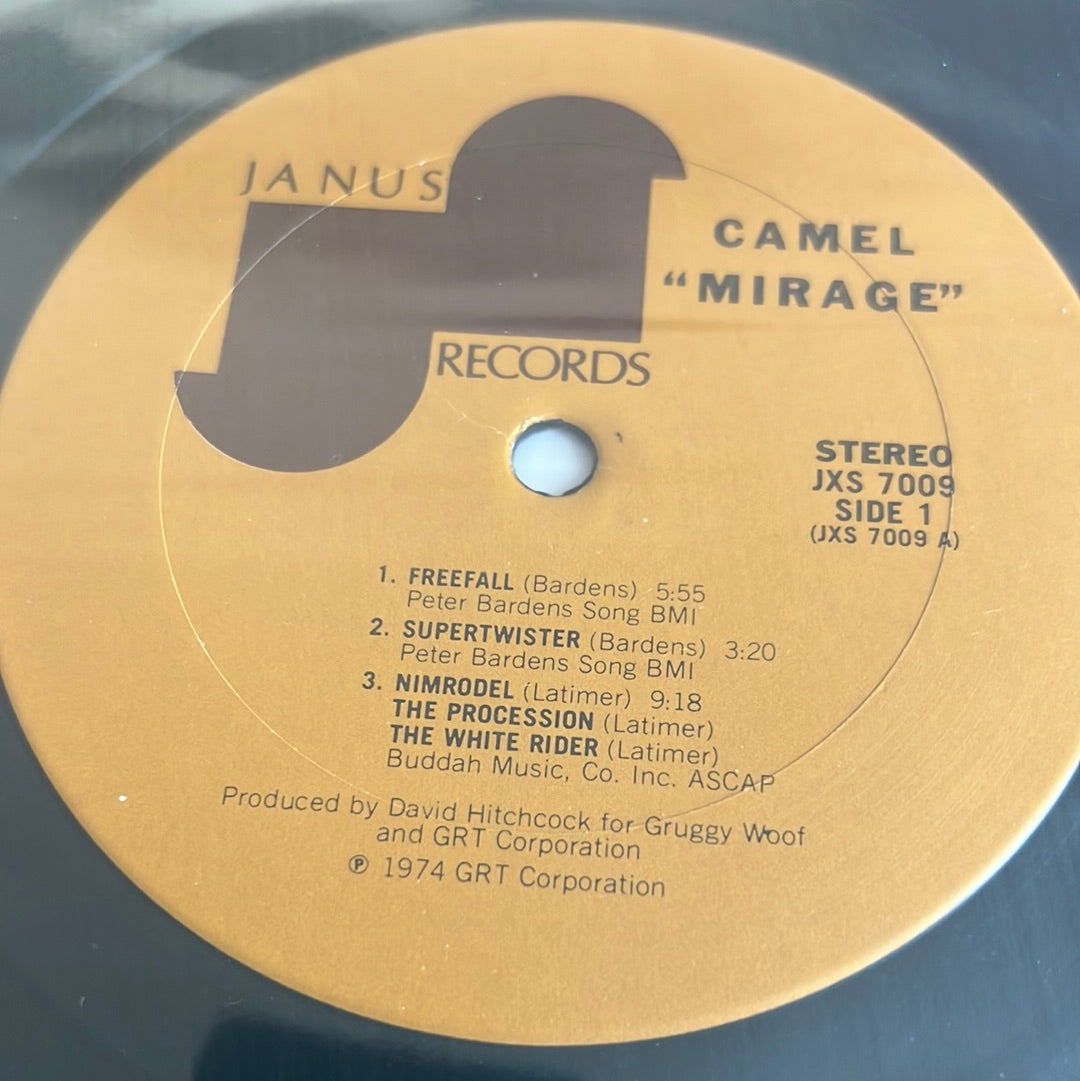 JANUS
RECORDS
CAMEL
“MIRAGE”
STEREO
JXS 7009
SIDE 1
(JXS 7009 A)
1. FREEFALL (Bardens) 5:55
Peter Bardens Song BMI
2. SUPERTWISTER (Bardens) 3:20
Peter Bardens Song BMI
3. NIMRODEL (Latimer) 9:18
THE PROCESSION (Latimer)
THE WHITE RIDER (Latimer)
Buddah Music, Co. Inc. ASCAP
Produced by David Hitchcock for Gruggy Woof
and GRT Corporation
℗ 1974 GRT Corporation